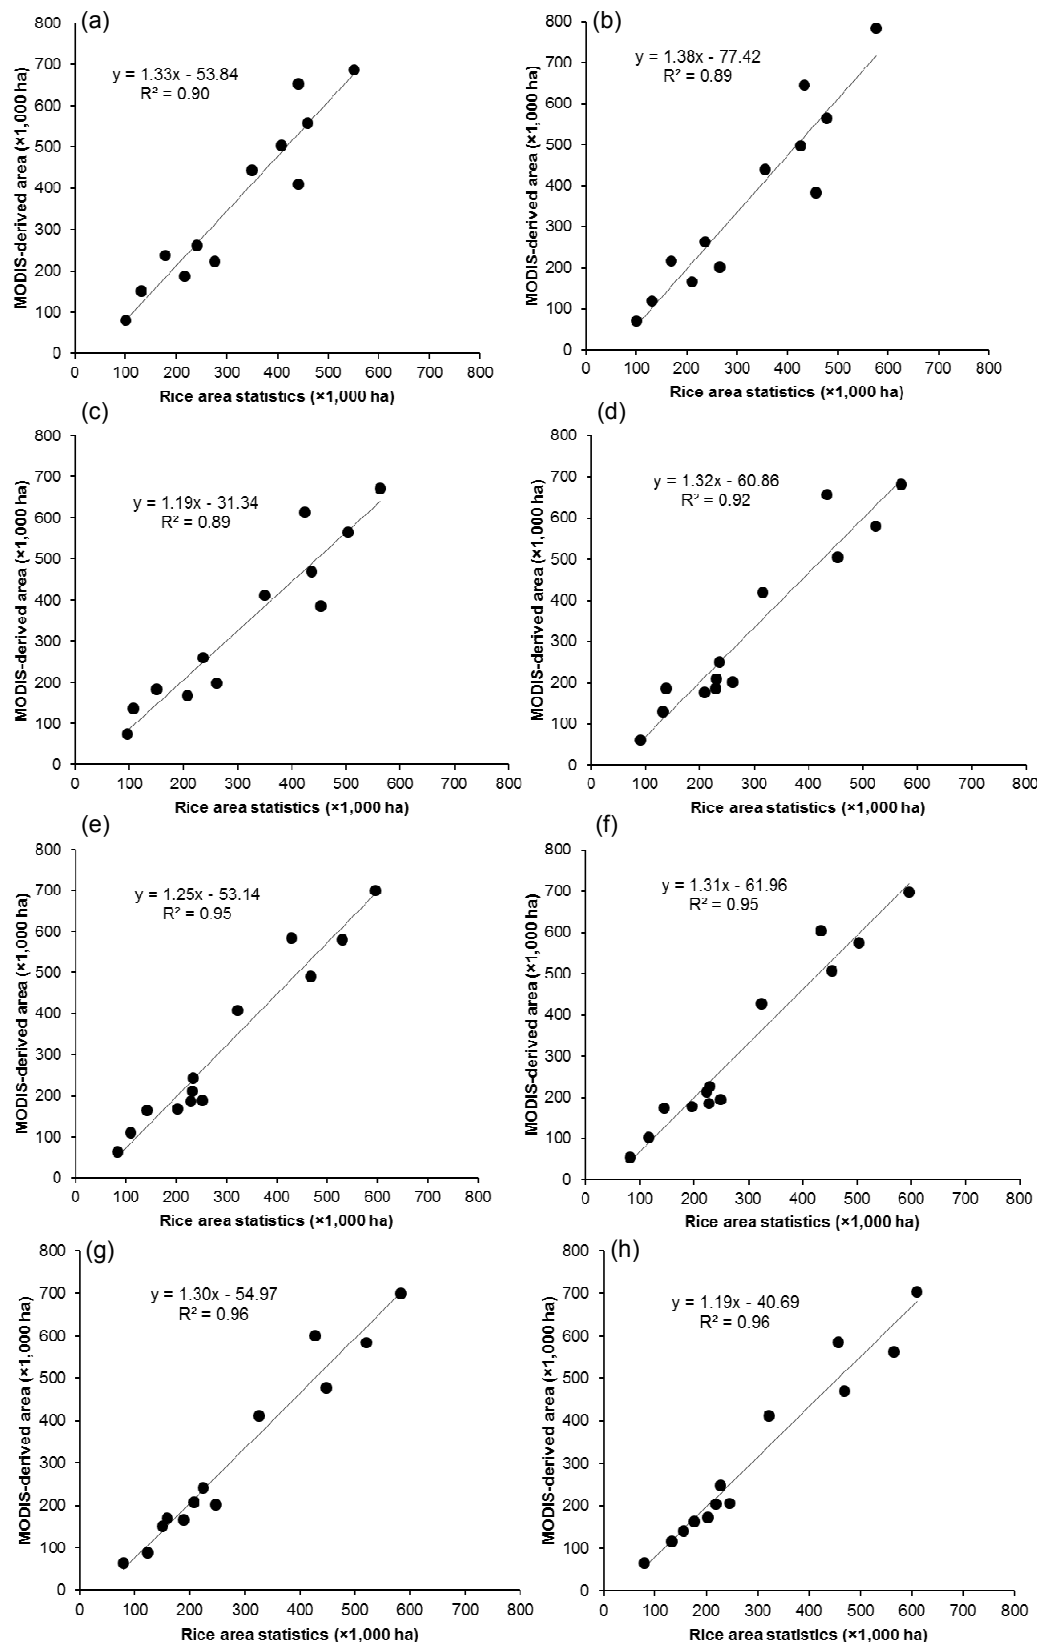 (a)
y = 1.33x - 53.84
R² = 0.90
MODIS-derived area (×1,000 ha)
800
700
600
500
400
300
200
100
0
0 100 200 300 400 500 600 700 800
Rice area statistics (×1,000 ha)
(b)
y = 1.38x - 77.42
R² = 0.89
MODIS-derived area (×1,000 ha)
800
700
600
500
400
300
200
100
0
0 100 200 300 400 500 600 700 800
Rice area statistics (×1,000 ha)
(c)
y = 1.19x - 31.34
R² = 0.89
MODIS-derived area (×1,000 ha)
800
700
600
500
400
300
200
100
0
0 100 200 300 400 500 600 700 800
Rice area statistics (×1,000 ha)
(d)
y = 1.32x - 60.86
R² = 0.92
MODIS-derived area (×1,000 ha)
800
700
600
500
400
300
200
100
0
0 100 200 300 400 500 600 700 800
Rice area statistics (×1,000 ha)
(e)
y = 1.25x - 53.14
R² = 0.95
MODIS-derived area (×1,000 ha)
800
700
600
500
400
300
200
100
0
0 100 200 300 400 500 600 700 800
Rice area statistics (×1,000 ha)
(f)
y = 1.31x - 61.96
R² = 0.95
MODIS-derived area (×1,000 ha)
800
700
600
500
400
300
200
100
0
0 100 200 300 400 500 600 700 800
Rice area statistics (×1,000 ha)
(g)
y = 1.30x - 54.97
R² = 0.96
MODIS-derived area (×1,000 ha)
800
700
600
500
400
300
200
100
0
0 100 200 300 400 500 600 700 800
Rice area statistics (×1,000 ha)
(h)
y = 1.19x - 40.69
R² = 0.96
MODIS-derived area (×1,000 ha)
800
700
600
500
400
300
200
100
0
0 100 200 300 400 500 600 700 800
Rice area statistics (×1,000 ha)